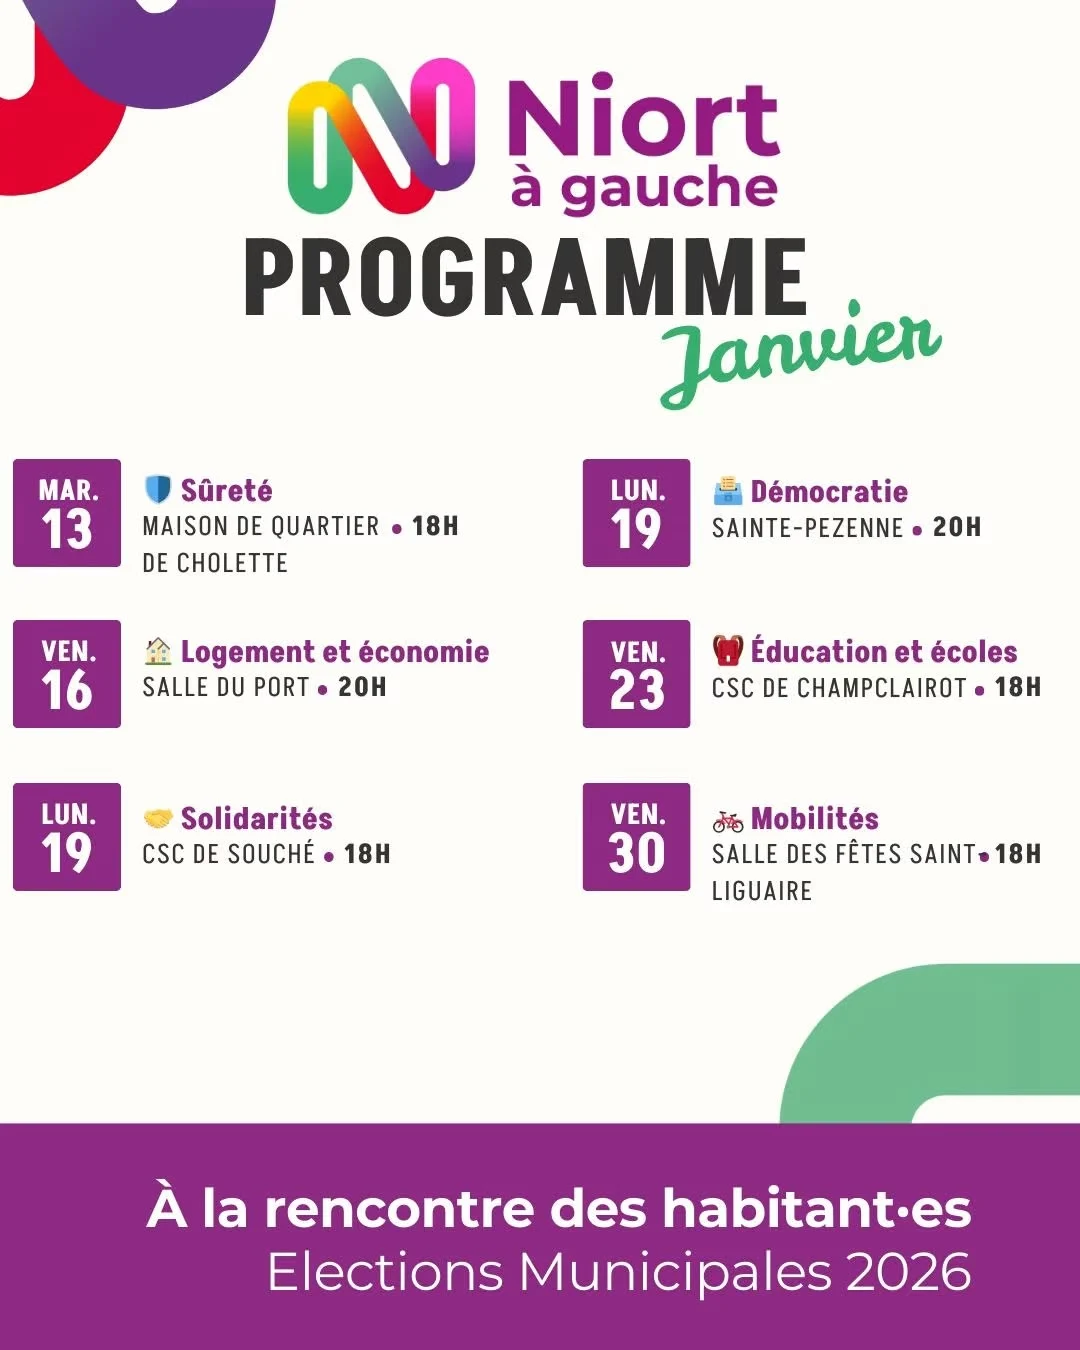 Niort
à gauche
PROGRAMME
Janvier
MAR.
13
Sûreté
MAISON DE QUARTIER • 18H
DE CHOLETTE
VEN.
16
Logement et économie
SALLE DU PORT • 20H
LUN.
19
Solidarités
CSC DE SOUCHÉ • 18H
LUN.
19
Démocratie
SAINTE-PEZENNE • 20H
VEN.
23
Éducation et écoles
CSC DE CHAMPCLAIROT • 18H
VEN.
30
Mobilités
SALLE DES FÊTES SAINT- • 18H
LIGUAIRE
À la rencontre des habitant·es
Elections Municipales 2026